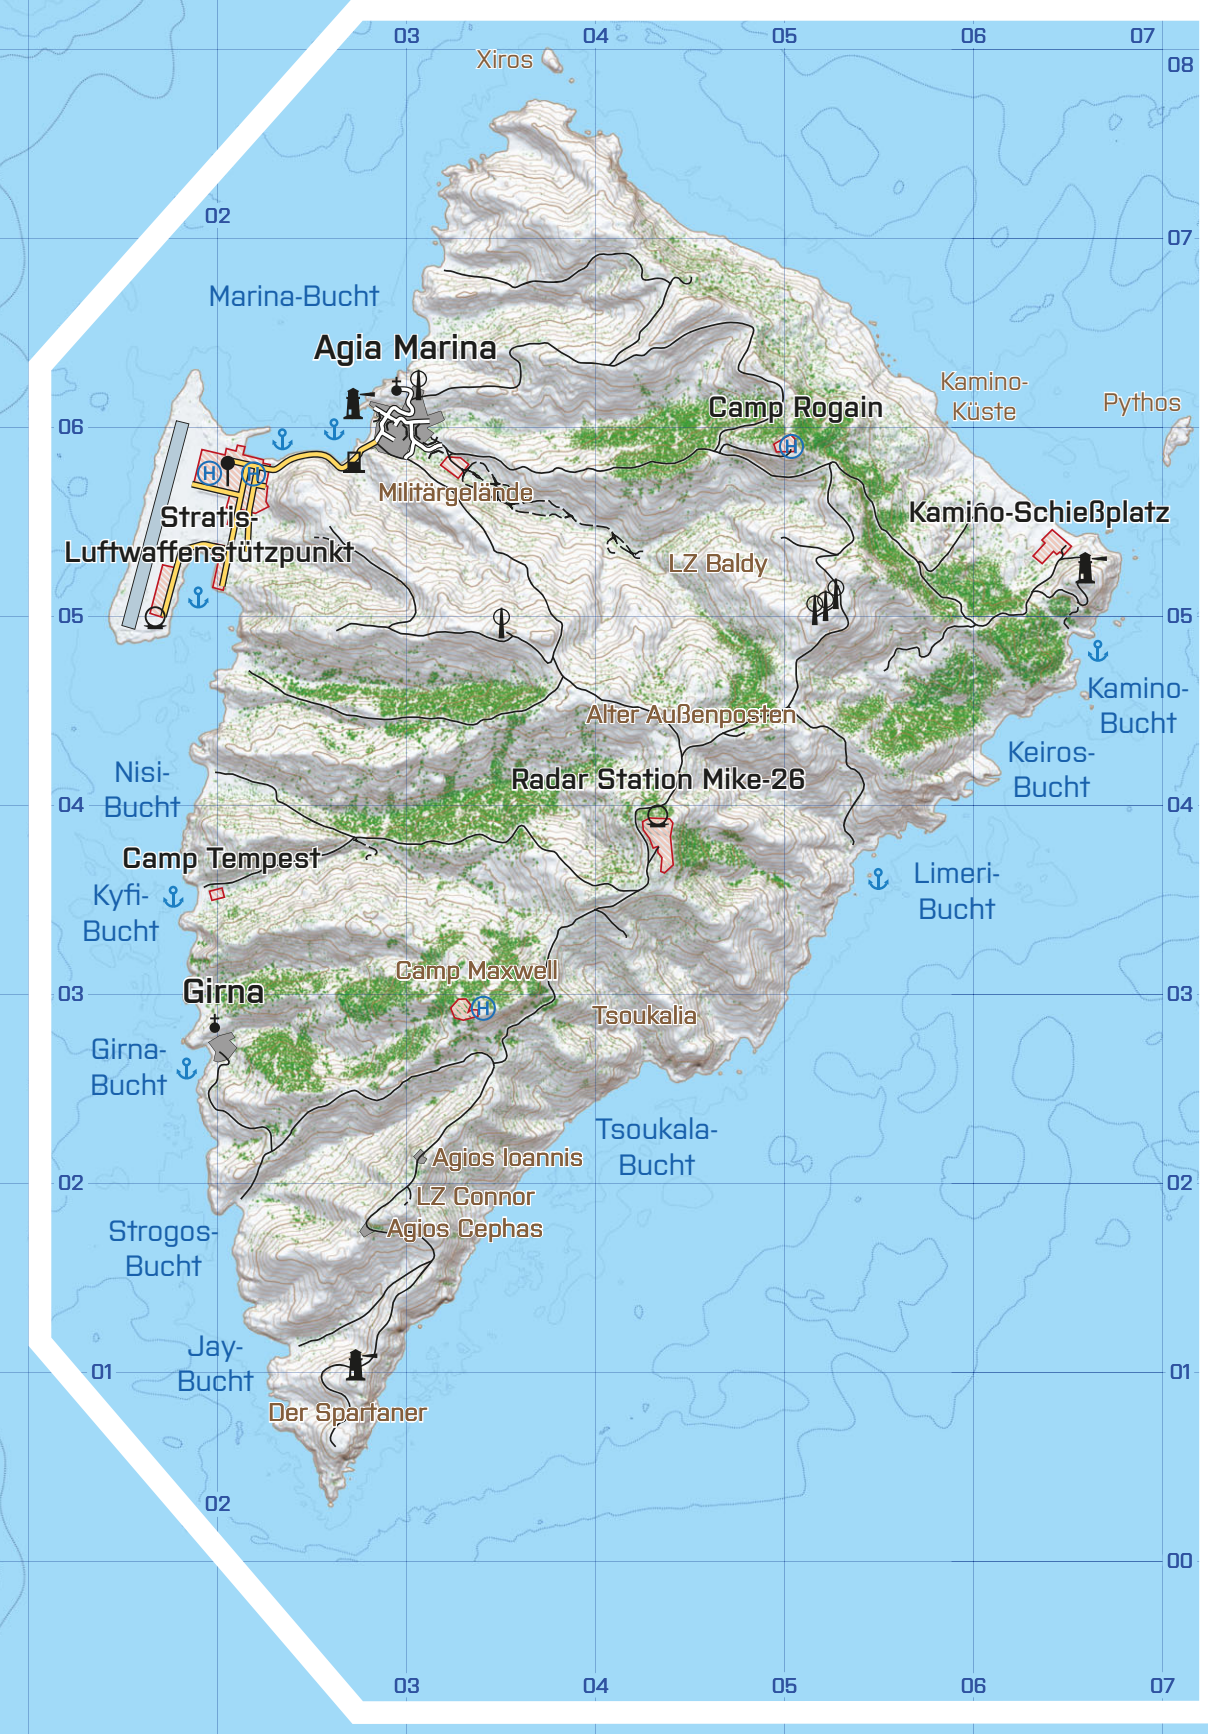 03
04
05
06
07
Xiros
08
02
07
Marina-Bucht
Agia Marina
Kamino-
Küste
Pythos
Camp Rogain
06
06
H
H
H
Militärgelände
Stratis-
Luftwaffenstützpunkt
Kamino-Schießplatz
LZ Baldy
05
05
Kamino-
Bucht
Alter Außenposten
Keiros-
Bucht
Nisi-
Bucht
Radar Station Mike-26
04
04
Camp Tempest
Kyfi-
Bucht
Limeri-
Bucht
Camp Maxwell
Girna
03
03
H
Tsoukalia
Girna-
Bucht
Tsoukala-
Bucht
Agios Ioannis
02
02
LZ Connor
Agios Cephas
Strogos-
Bucht
Jay-
Bucht
01
01
Der Spartaner
02
00
03
04
05
06
07